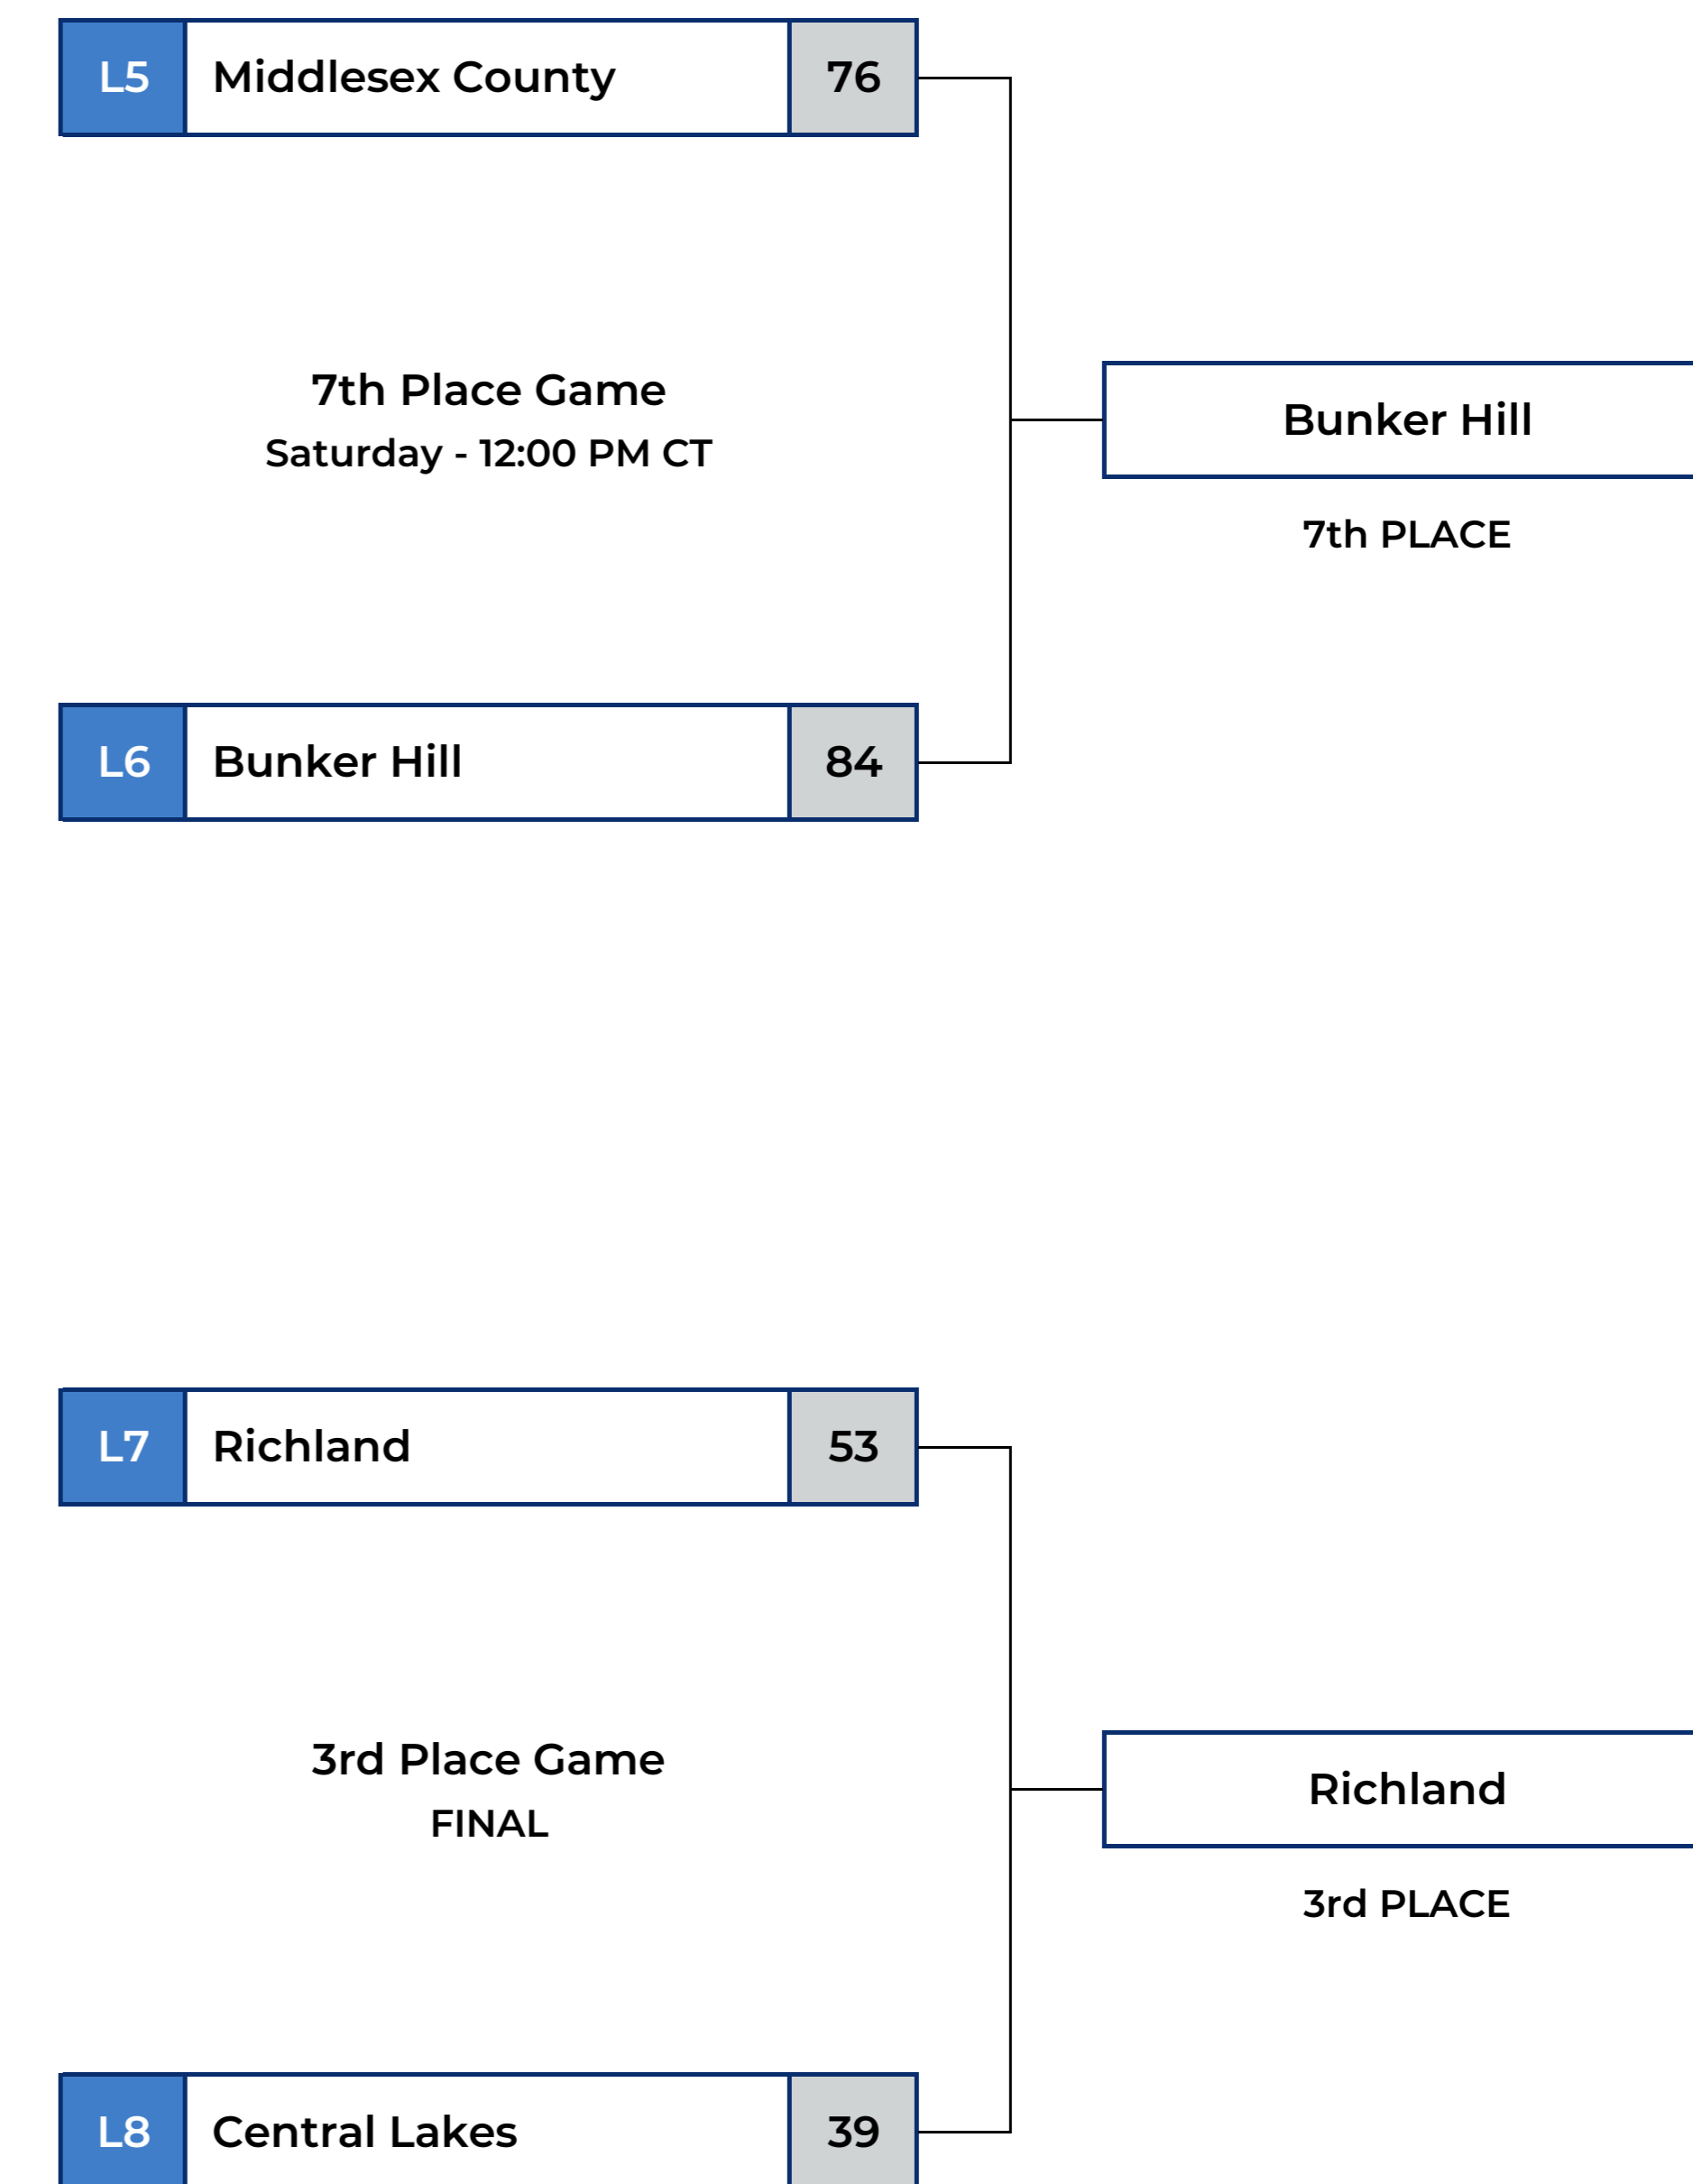 L5 Middlesex County 76
7th Place Game
Saturday - 12:00 PM CT
Bunker Hill
7th PLACE
L6 Bunker Hill 84
L7 Richland 53
3rd Place Game
FINAL
Richland
3rd PLACE
L8 Central Lakes 39